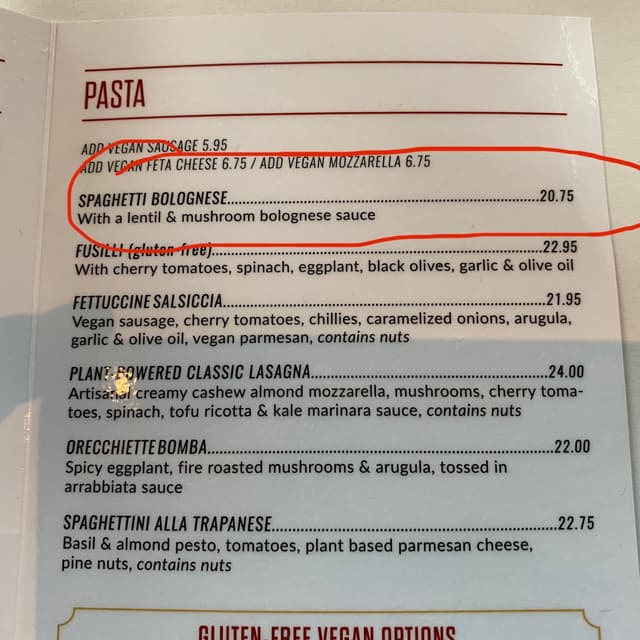 PASTA
ADD VEGAN SAUSAGE 5.95
ADD VEGAN FETA CHEESE 6.75 / ADD VEGAN MOZZARELLA 6.75
SPAGHETTI BOLOGNESE........................................................20.75
With a lentil & mushroom bolognese sauce
FUSILLI (gluten-free)............................................................22.95
With cherry tomatoes, spinach, eggplant, black olives, garlic & olive oil
FETTUCCINE SALSICCIA..........................................................21.95
Vegan sausage, cherry tomatoes, chillies, caramelized onions, arugula,
garlic & olive oil, vegan parmesan, contains nuts
PLANT-POWERED CLASSIC LASAGNA...........................................24.00
Artisanal creamy cashew almond mozzarella, mushrooms, cherry toma-
toes, spinach, tofu ricotta & kale marinara sauce, contains nuts
ORECCHIETTE BOMBA..............................................................22.00
Spicy eggplant, fire roasted mushrooms & arugula, tossed in
arrabbiata sauce
SPAGHETTINI ALLA TRAPANESE.................................................22.75
Basil & almond pesto, tomatoes, plant based parmesan cheese,
pine nuts, contains nuts
GLUTEN-FREE VEGAN OPTIONS